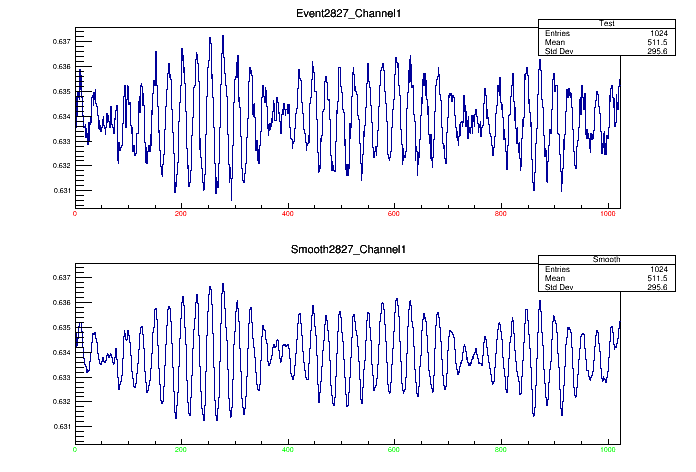 Event2827_Channel1
Test
Entries 1024
Mean 511.5
Std Dev 295.6
0.637
0.636
0.635
0.634
0.633
0.632
0.631
0 200 400 600 800 1000
Smooth2827_Channel1
Smooth
Entries 1024
Mean 511.5
Std Dev 295.6
0.637
0.636
0.635
0.634
0.633
0.632
0.631
0 200 400 600 800 1000